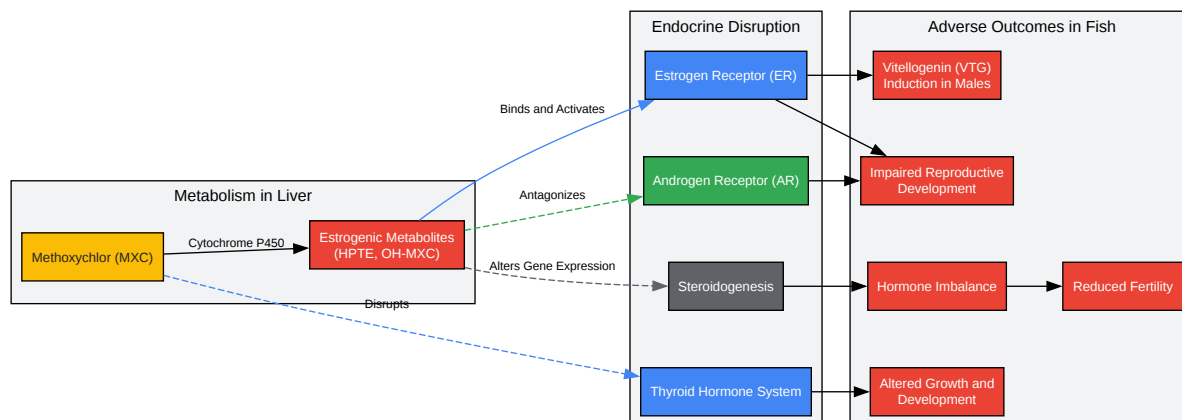 Endocrine Disruption
Adverse Outcomes in Fish
Estrogen Receptor (ER)
Vitellogenin (VTG)
Induction in Males
Binds and Activates
Metabolism in Liver
Antagonizes
Androgen Receptor (AR)
Impaired Reproductive
Development
Methoxychlor (MXC)
Cytochrome P450
Estrogenic Metabolites
(HPTE, OH-MXC)
Alters Gene Expression
Steroidogenesis
Hormone Imbalance
Reduced Fertility
Disrupts
Thyroid Hormone System
Altered Growth and
Development